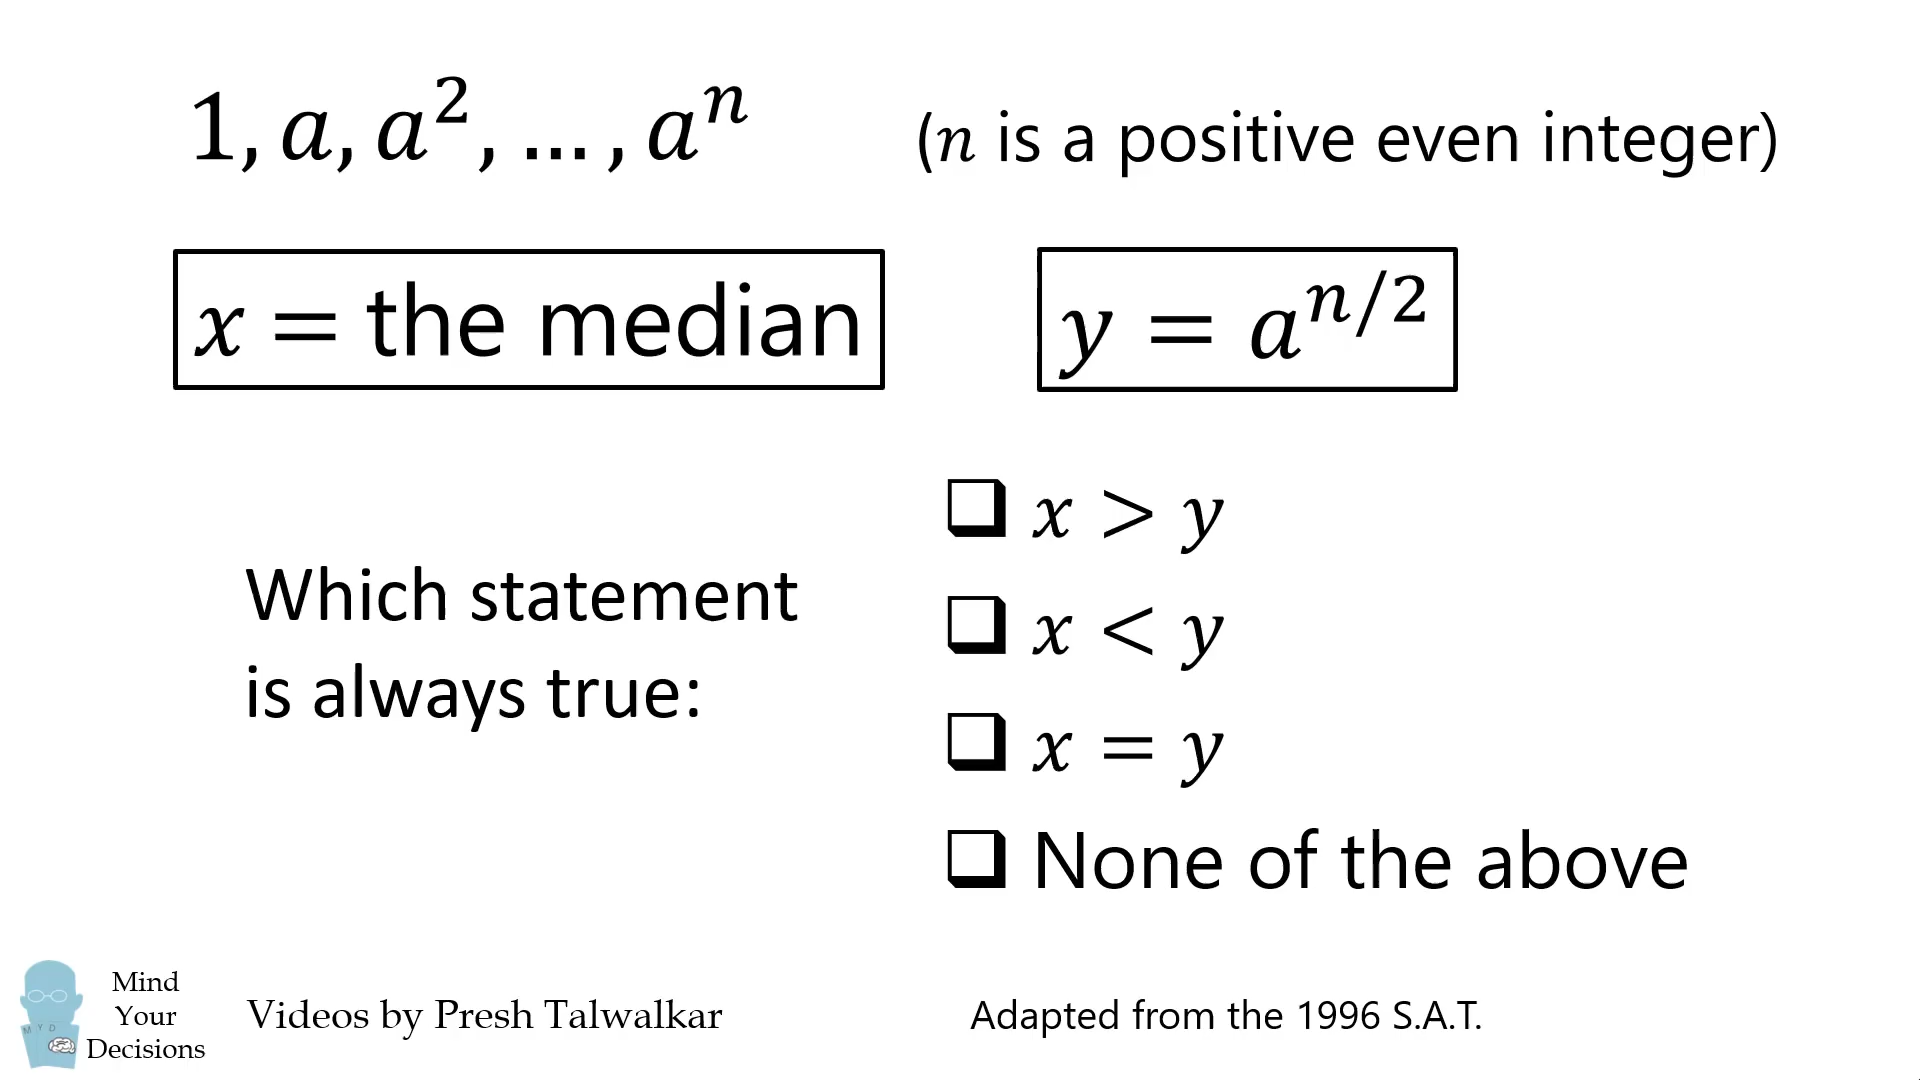 1, a, a², …, aⁿ (n is a positive even integer)
x = the median
y = a^{n/2}
Which statement
is always true:
❑ x > y
❑ x < y
❑ x = y
❑ None of the above
Mind
Your
Decisions
M Y D
Videos by Presh Talwalkar
Adapted from the 1996 S.A.T.